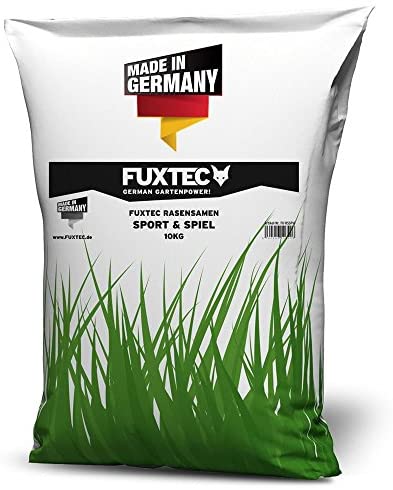 MADE IN
GERMANY
FUXTEC
GERMAN GARTENPOWER!
MADE IN
GERMANY
FUXTEC RASENSAMEN
SPORT & SPIEL
10KG
www.FUXTEC.de